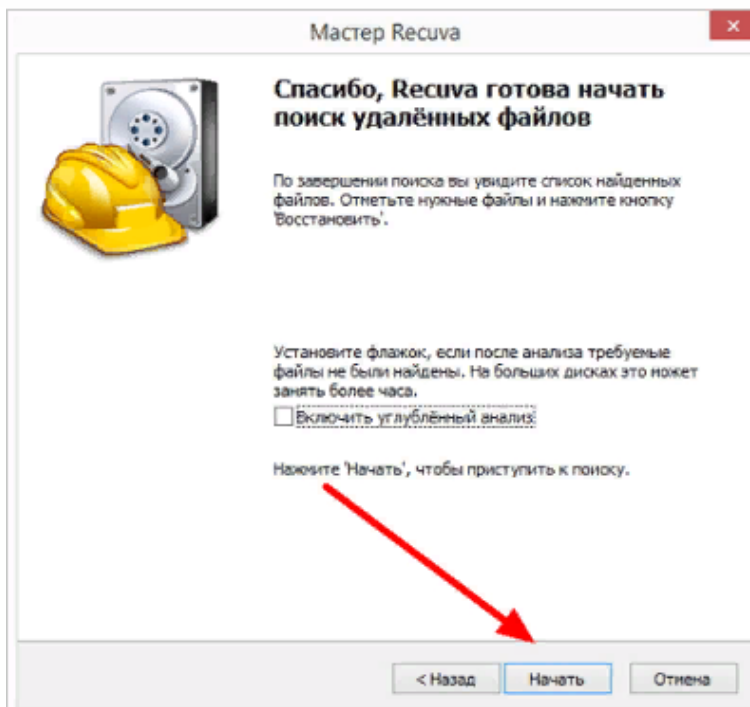 Мастер Recuva
Спасибо, Recuva готова начать
поиск удалённых файлов
По завершении поиска вы увидите список найденных
файлов. Отметьте нужные файлы и нажмите кнопку
'Восстановить'.
Установите флажок, если после анализа требуемые
файлы не были найдены. На больших дисках это может
занять более часа.
Включить углублённый анализ
Нажмите 'Начать', чтобы приступить к поиску.
< Назад Начать Отмена